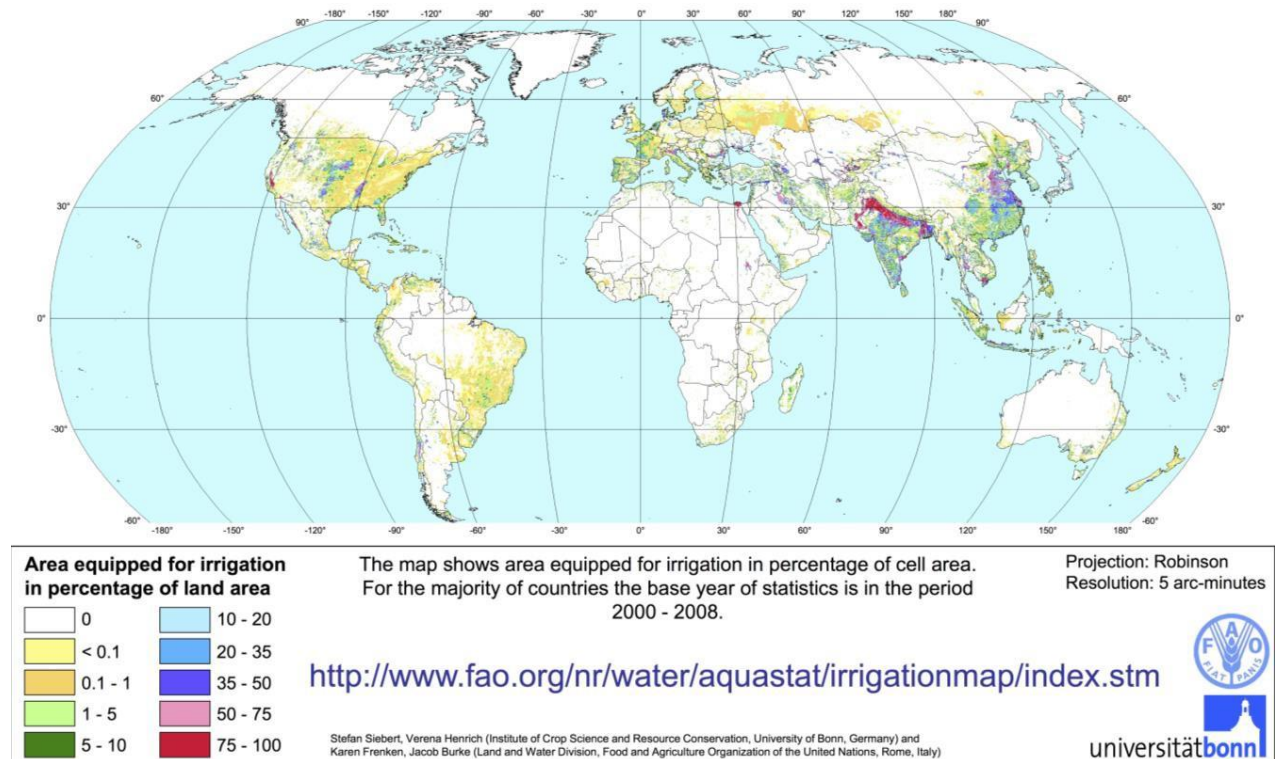 -180° -150° -120° -90° -60° -30° 0° 30° 60° 90° 120° 150° 180°
90° 90°
60° 60°
30° 30°
0° 0°
-30° -30°
-60° -60°
-180° -150° -120° -90° -60° -30° 0° 30° 60° 90° 120° 150° 180°
Area equipped for irrigation
in percentage of land area
0
< 0.1
0.1 - 1
1 - 5
5 - 10
10 - 20
20 - 35
35 - 50
50 - 75
75 - 100
The map shows area equipped for irrigation in percentage of cell area.
For the majority of countries the base year of statistics is in the period
2000 - 2008.
http://www.fao.org/nr/water/aquastat/irrigationmap/index.stm
Stefan Siebert, Verena Henrich (Institute of Crop Science and Resource Conservation, University of Bonn, Germany) and
Karen Frenken, Jacob Burke (Land and Water Division, Food and Agriculture Organization of the United Nations, Rome, Italy)
Projection: Robinson
Resolution: 5 arc-minutes
F A O
FIAT PANIS
universitätbonn